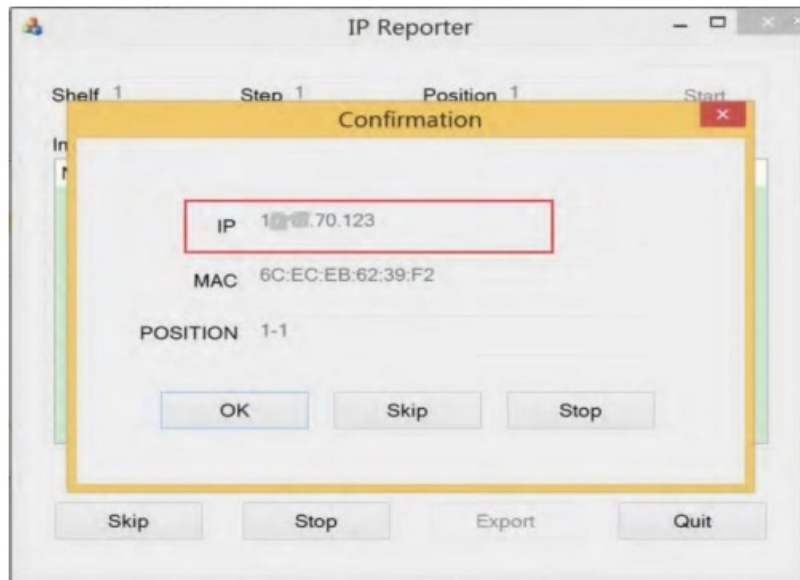 IP Reporter
Shelf 1 Step 1 Position 1 Start
Confirmation
In
IP .70.123
MAC 6C:EC:EB:62:39:F2
POSITION 1-1
OK Skip Stop
Skip Stop Export Quit